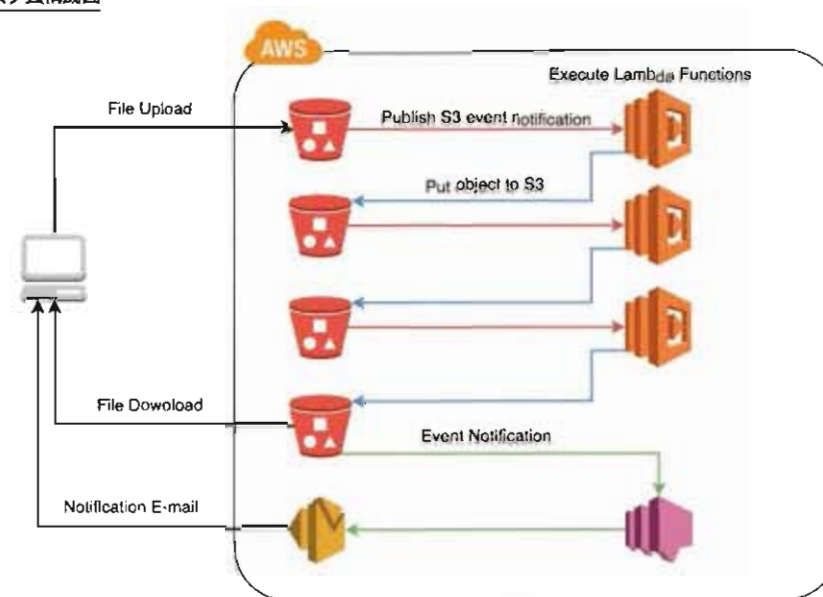 AWS
Execute Lambda Functions
File Upload
Publish S3 event notification
Put object to S3
File Dowoload
Event Notification
Notification E-mail